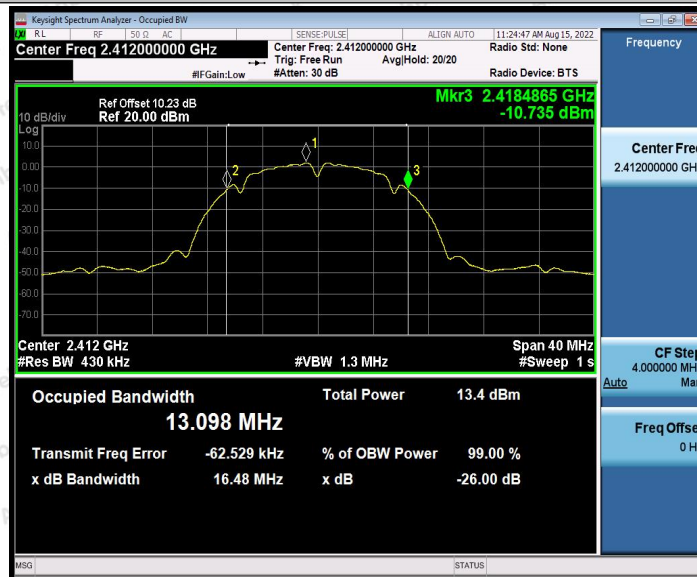 Keysight Spectrum Analyzer - Occupied BW
RL RF 50 Ω AC SENSE:PULSE ALIGN AUTO 11:24:47 AM Aug 15, 2022
Center Freq 2.412000000 GHz
Center Freq: 2.412000000 GHz
Radio Std: None
Trig: Free Run Avg|Hold: 20/20
#IFGain:Low
#Atten: 30 dB
Radio Device: BTS
Frequency
Ref Offset 10.23 dB
Mkr3 2.4184865 GHz
10 dB/div
Ref 20.00 dBm
-10.735 dBm
Log
10.0
0.00
-10.0
-20.0
-30.0
-40.0
-50.0
-60.0
-70.0
1
2
3
Center 2.412 GHz
Span 40 MHz
#Res BW 430 kHz
#VBW 1.3 MHz
#Sweep 1 s
Center Fre
2.412000000 GH
CF Step
4.000000 MH
Auto Ma
Freq Offse
0 H
Occupied Bandwidth
Total Power 13.4 dBm
13.098 MHz
Transmit Freq Error -62.529 kHz
% of OBW Power 99.00 %
x dB Bandwidth 16.48 MHz
x dB -26.00 dB
MSG
STATUS